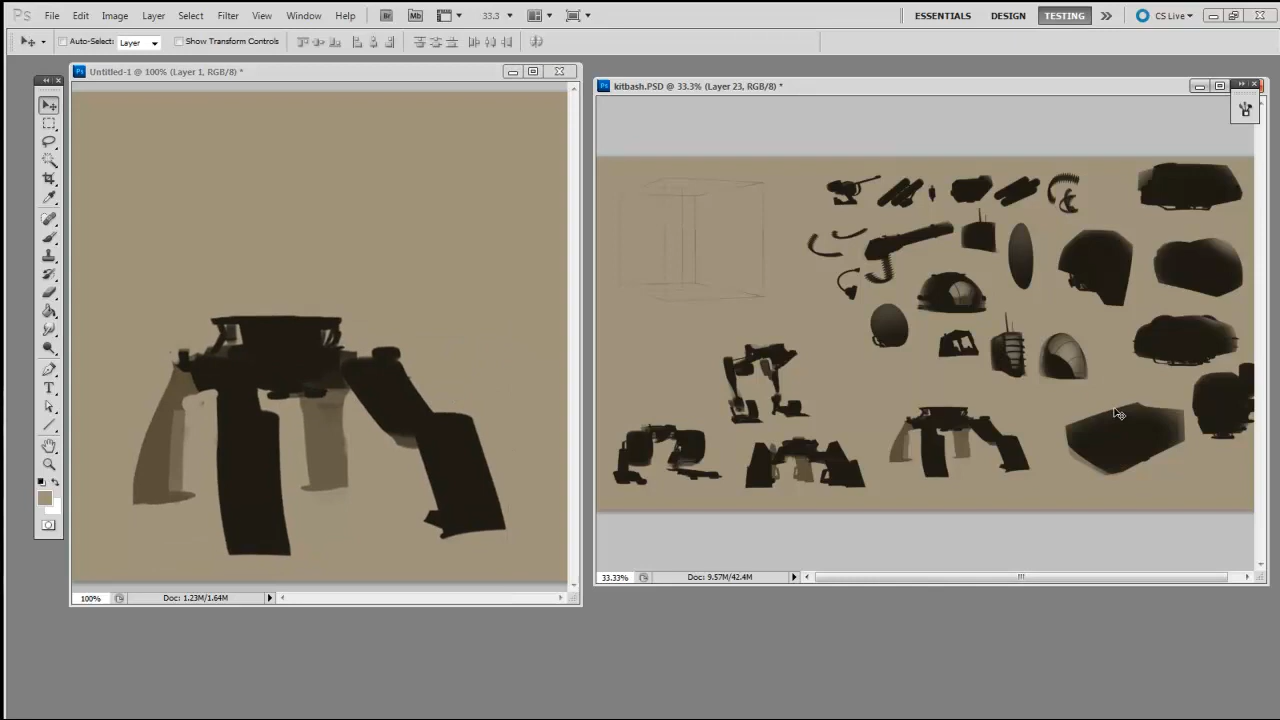 Ps File Edit Image Layer Select Filter View Window Help Br Mb 33.3 ESSENTIALS DESIGN TESTING CS Live
Auto-Select: Layer Show Transform Controls
Ps Untitled-1 @ 100% (Layer 1, RGB/8) *
Ps kitbash.PSD @ 33.3% (Layer 23, RGB/8) *
T
33.33% Doc: 9.57M/42.4M
100% Doc: 1.23M/1.64M